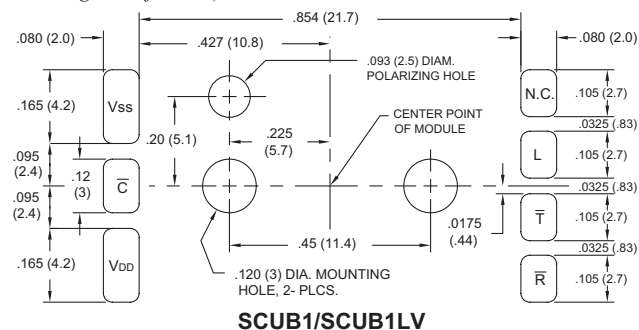 .854 (21.7)
.080 (2.0)
.427 (10.8)
.080 (2.0)
.093 (2.5) DIAM.
POLARIZING HOLE
.165 (4.2)
Vss
N.C.
.105 (2.7)
.0325 (.83)
.20 (5.1)
.225
(5.7)
CENTER POINT
OF MODULE
L
.105 (2.7)
.095
(2.4)
.12
(3)
C̅
.0325 (.83)
.095
(2.4)
.0175
(.44)
T̅
.105 (2.7)
.45 (11.4)
.0325 (.83)
.165 (4.2)
VDD
.120 (3) DIA. MOUNTING
HOLE, 2- PLCS.
R̅
.105 (2.7)
SCUB1/SCUB1LV